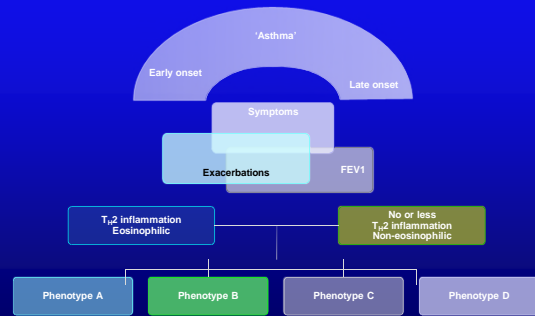 ‘Asthma’
Early onset
Late onset
Symptoms
Exacerbations
FEV1
TH2 inflammation
Eosinophilic
No or less
TH2 inflammation
Non-eosinophilic
Phenotype A
Phenotype B
Phenotype C
Phenotype D